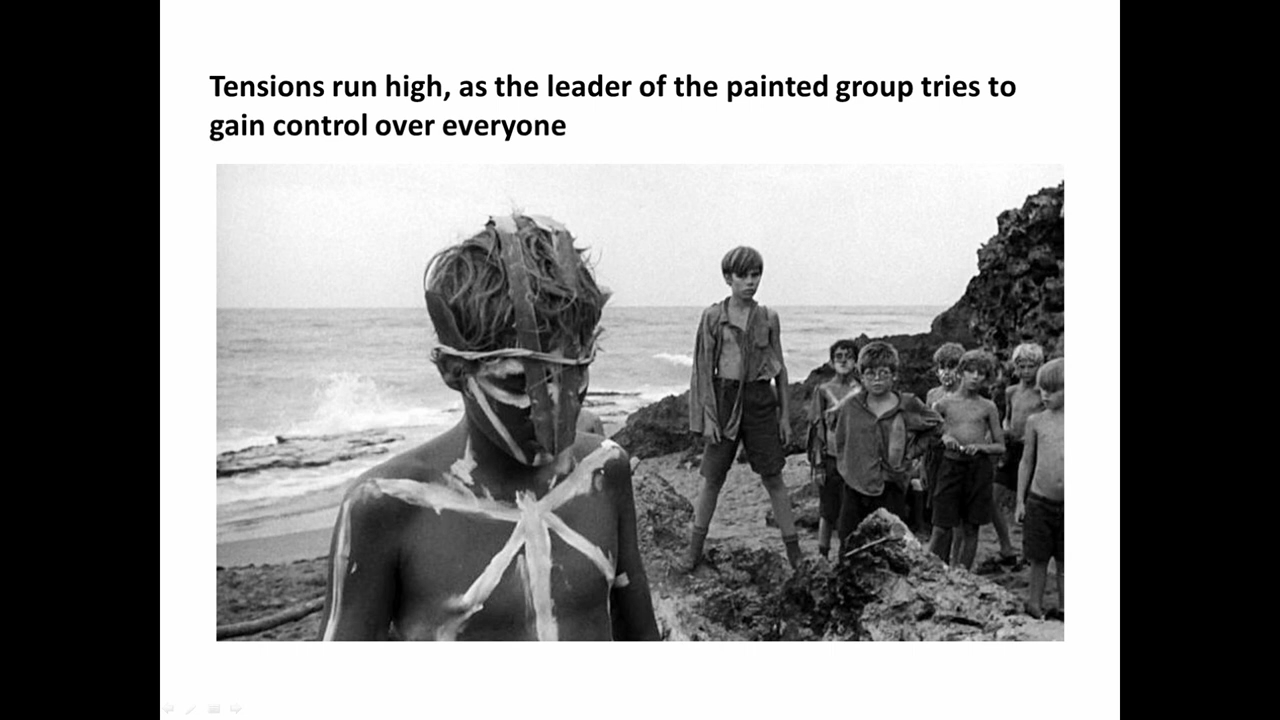 Tensions run high, as the leader of the painted group tries to
gain control over everyone